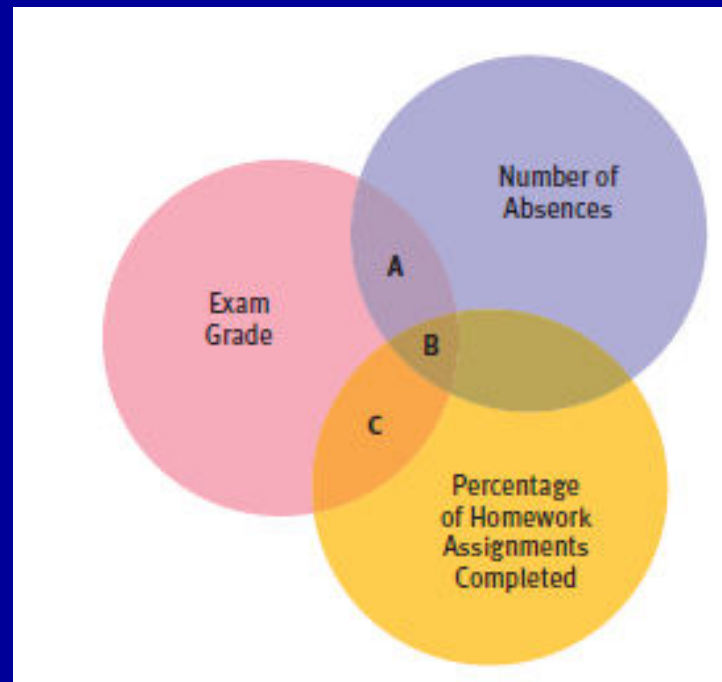 Number of
Absences
A
Exam
Grade
B
C
Percentage
of Homework
Assignments
Completed